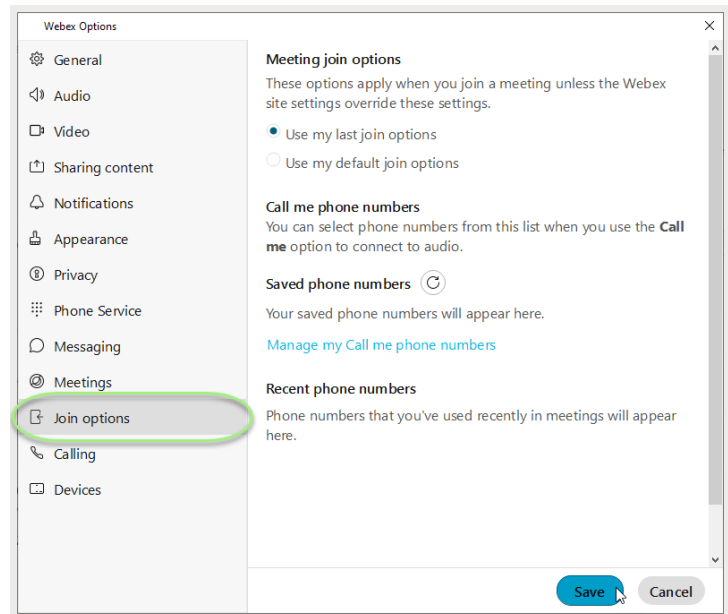 Webex Options
General
Audio
Video
Sharing content
Notifications
Appearance
Privacy
Phone Service
Messaging
Meetings
Join options
Calling
Devices
Meeting join options
These options apply when you join a meeting unless the Webex
site settings override these settings.
Use my last join options
Use my default join options
Call me phone numbers
You can select phone numbers from this list when you use the Call
me option to connect to audio.
Saved phone numbers
Your saved phone numbers will appear here.
Manage my Call me phone numbers
Recent phone numbers
Phone numbers that you've used recently in meetings will appear
here.
Save
Cancel